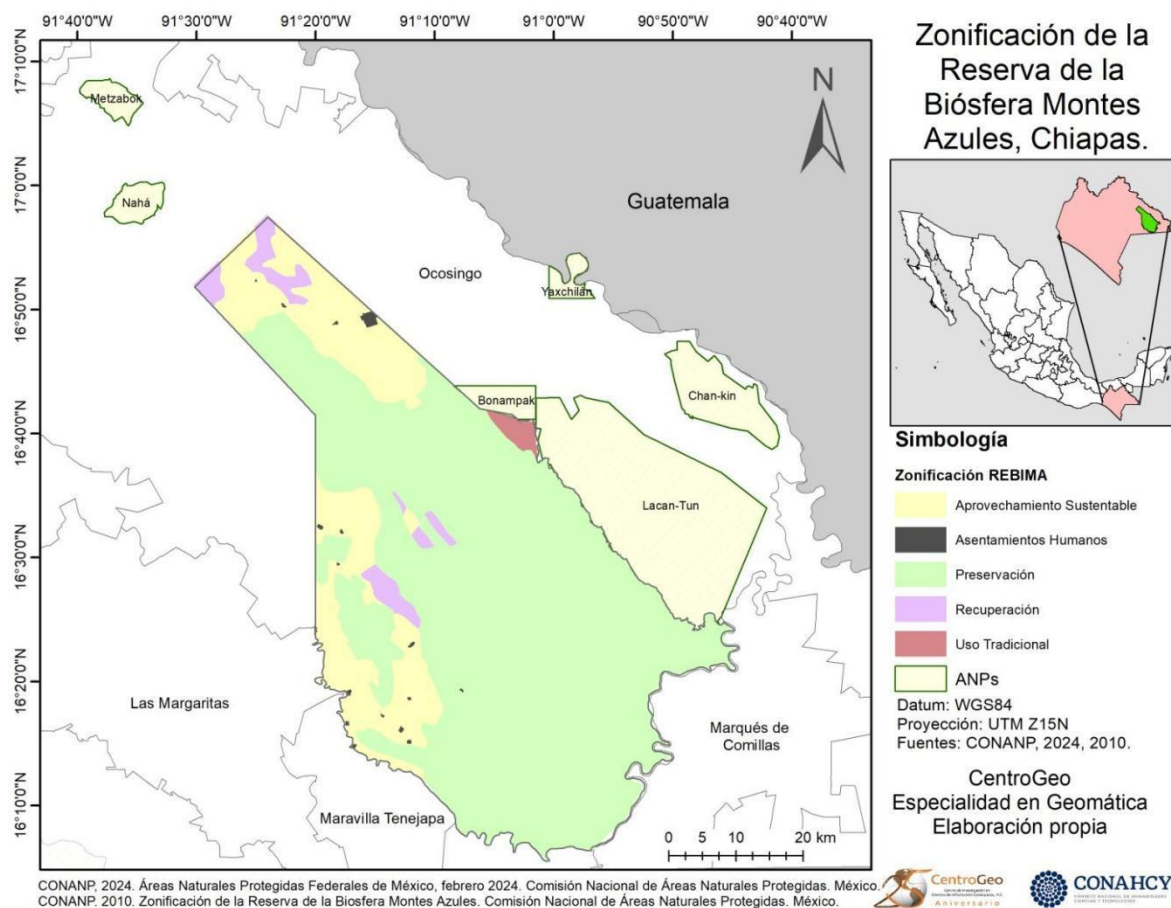 91°40'0"W
91°30'0"W
91°20'0"W
91°10'0"W
91°0'0"W
90°50'0"W
90°40'0"W
17°10'0"N
17°0'0"N
16°50'0"N
16°40'0"N
16°30'0"N
16°20'0"N
16°10'0"N
Metzabok
Nahá
N
Guatemala
Ocosingo
Yaxchilán
Bonampak
Chan-kin
Lacan-Tun
Las Margaritas
Marqués de
Comillas
Maravilla Tenejapa
0 5 10 20 km
Zonificación de la
Reserva de la
Biósfera Montes
Azules, Chiapas.
Simbología
Zonificación REBIMA
Aprovechamiento Sustentable
Asentamientos Humanos
Preservación
Recuperación
Uso Tradicional
ANPs
Datum: WGS84
Proyección: UTM Z15N
Fuentes: CONANP, 2024, 2010.
CentroGeo
Especialidad en Geomática
Elaboración propia
CONANP, 2024. Áreas Naturales Protegidas Federales de México, febrero 2024. Comisión Nacional de Áreas Naturales Protegidas. México.
CONANP. 2010. Zonificación de la Reserva de la Biosfera Montes Azules. Comisión Nacional de Áreas Naturales Protegidas. México.
CentroGeo
Aniversario
CONAHCY